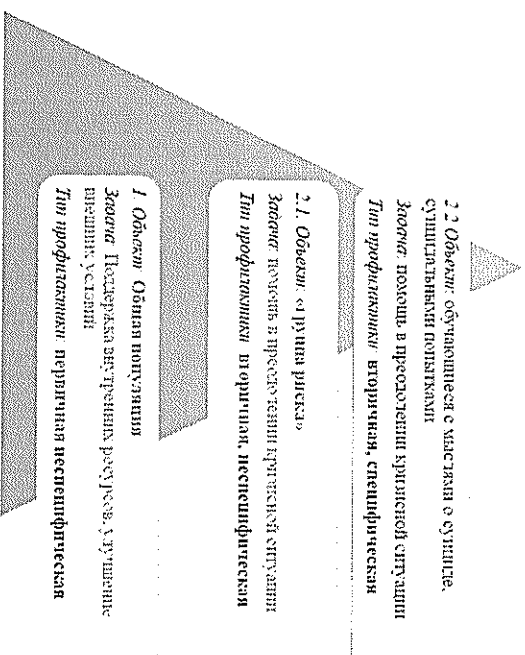 2.2 Объект: обучающиеся с мыслями о суициде,
суицидальными попытками
Задача: помощь в преодолении кризисной ситуации
Тип профилактики: вторичная, специфическая
2.1. Объект: «группа риска»
Задача: помощь в преодолении кризисной ситуации
Тип профилактики: вторичная, неспецифическая
1. Объект: Общая популяция
Задача: Поддержка внутренних ресурсов, улучшение
внешних условий
Тип профилактики: первичная неспецифическая